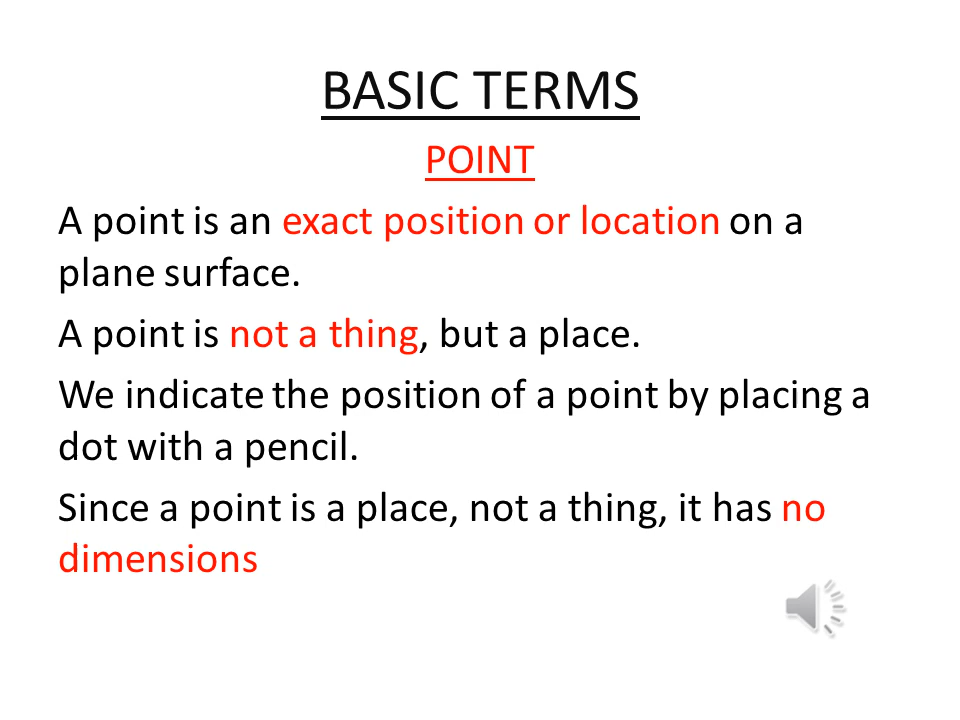 BASIC TERMS
POINT
A point is an exact position or location on a
plane surface.
A point is not a thing, but a place.
We indicate the position of a point by placing a
dot with a pencil.
Since a point is a place, not a thing, it has no
dimensions